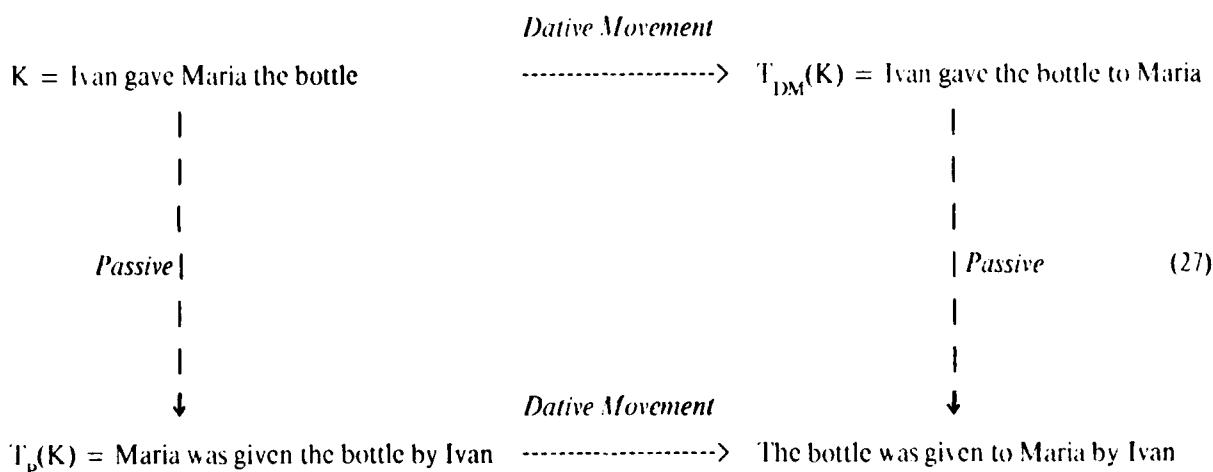 Dative Movement
K = Ivan gave Maria the bottle --------------------> T_DM(K) = Ivan gave the bottle to Maria
Passive Passive (27)
Dative Movement
T_P(K) = Maria was given the bottle by Ivan --------------------> The bottle was given to Maria by Ivan